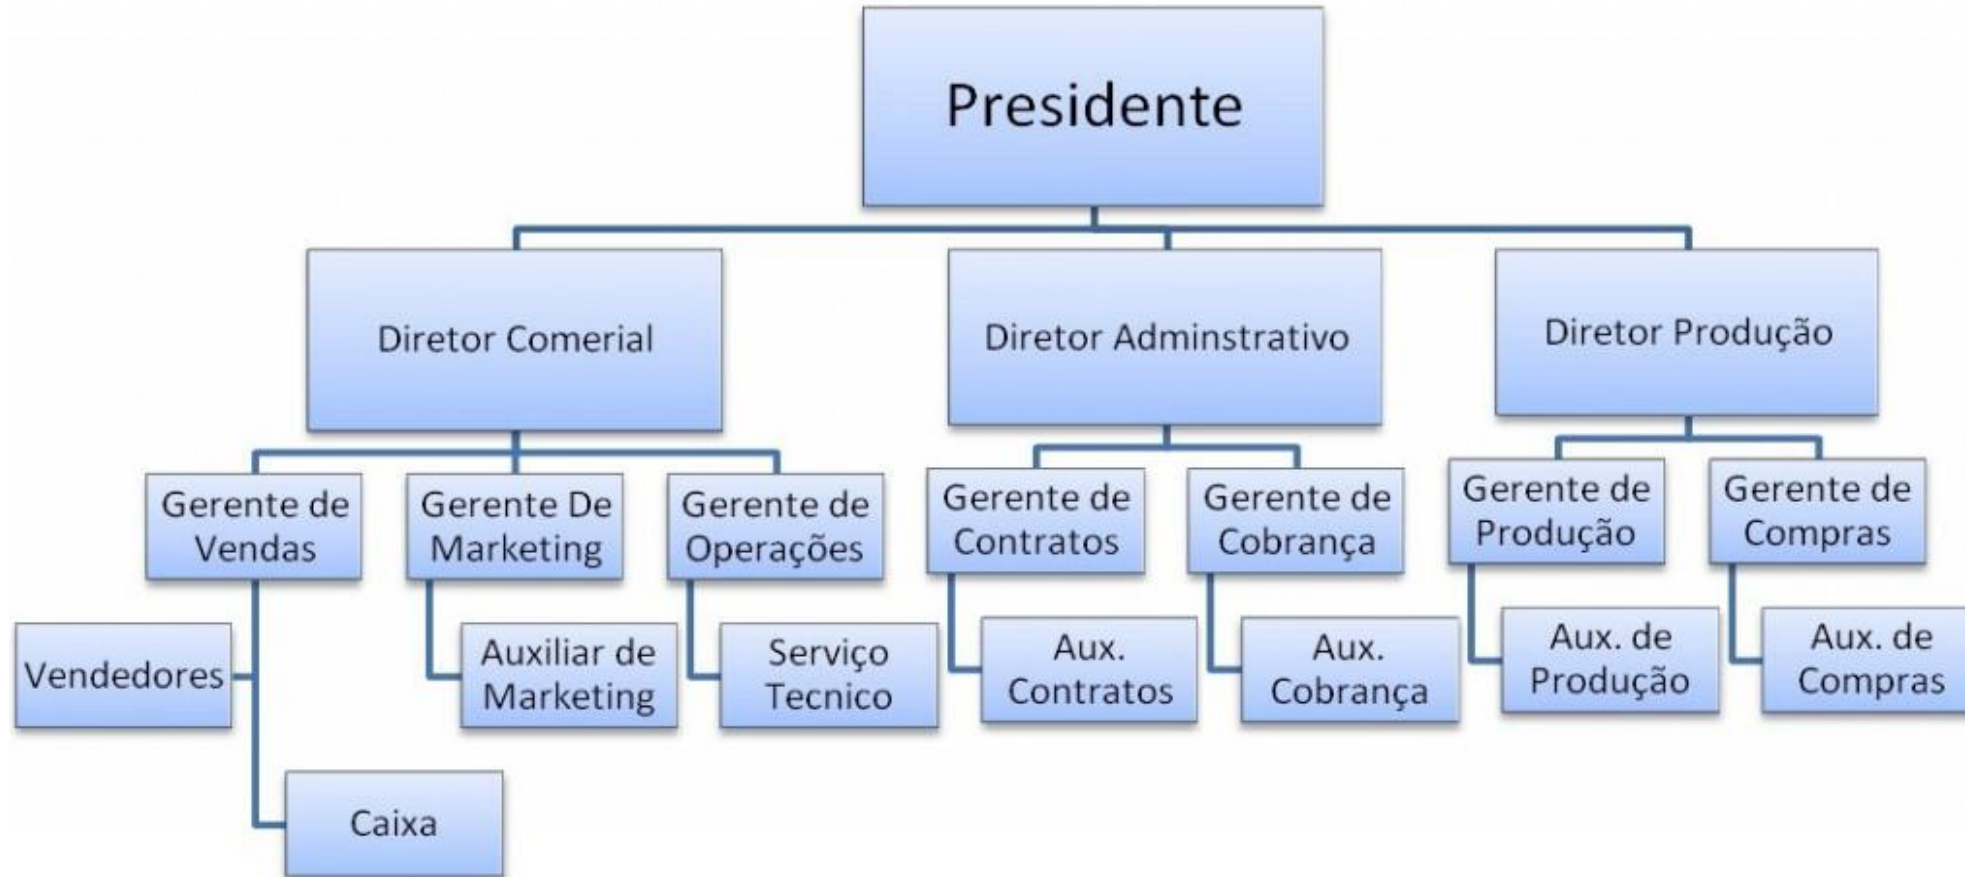 Presidente
Diretor Comerial
Diretor Adminstrativo
Diretor Produção
Gerente de
Vendas
Gerente De
Marketing
Gerente de
Operações
Gerente de
Contratos
Gerente de
Cobrança
Gerente de
Produção
Gerente de
Compras
Vendedores
Auxiliar de
Marketing
Serviço
Tecnico
Aux.
Contratos
Aux.
Cobrança
Aux. de
Produção
Aux. de
Compras
Caixa